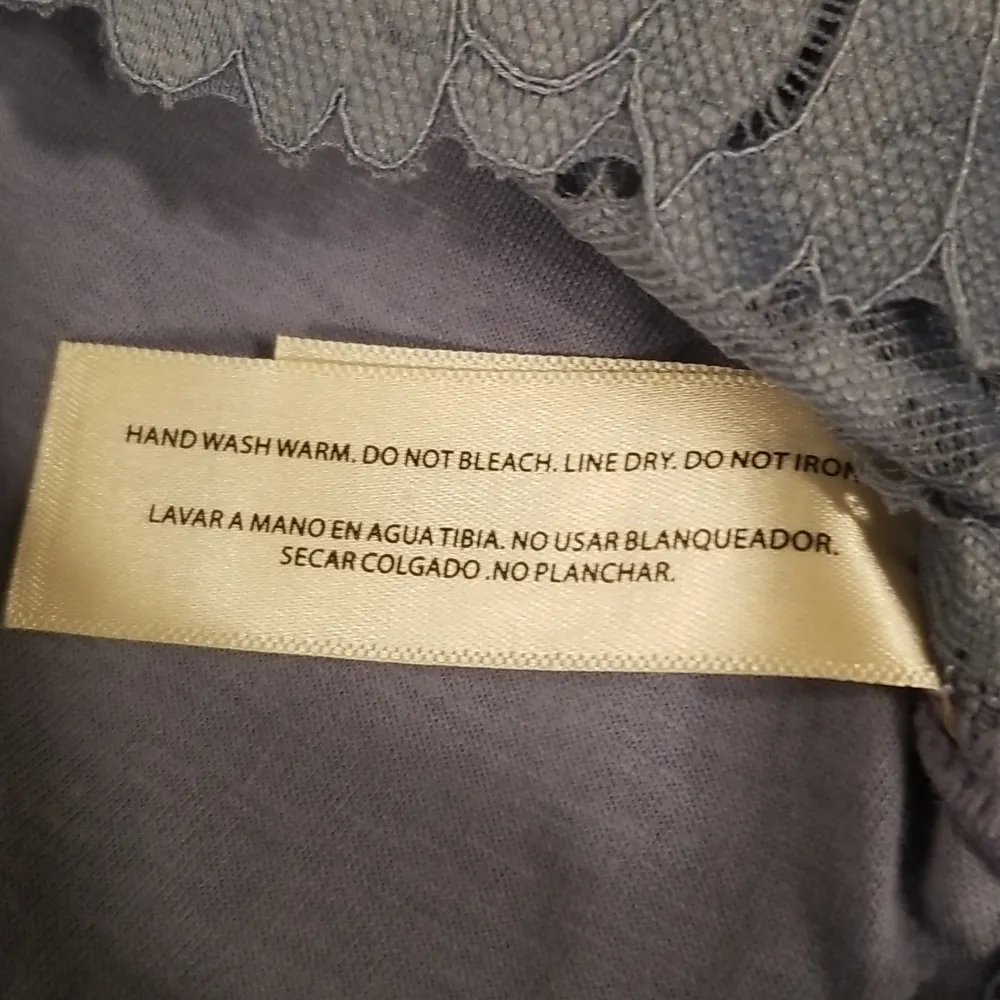 HAND WASH WARM. DO NOT BLEACH. LINE DRY. DO NOT IRON
LAVAR A MANO EN AGUA TIBIA. NO USAR BLANQUEADOR.
SECAR COLGADO .NO PLANCHAR.